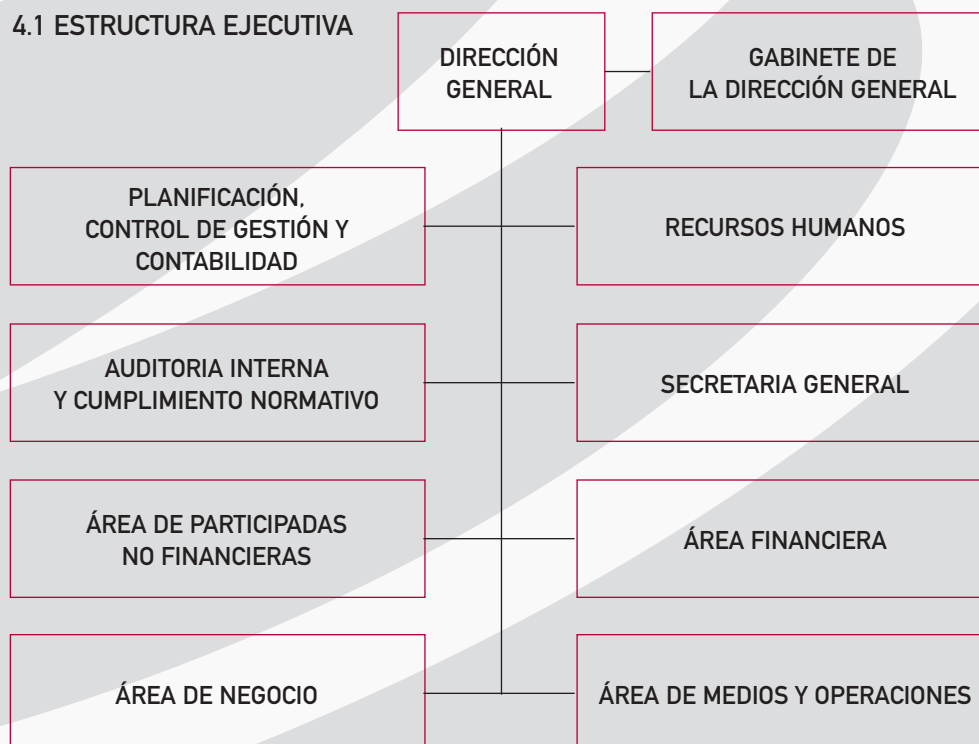 4.1 ESTRUCTURA EJECUTIVA
DIRECCIÓN
GENERAL
GABINETE DE
LA DIRECCIÓN GENERAL
PLANIFICACIÓN,
CONTROL DE GESTIÓN Y
CONTABILIDAD
RECURSOS HUMANOS
AUDITORIA INTERNA
Y CUMPLIMIENTO NORMATIVO
SECRETARIA GENERAL
ÁREA DE PARTICIPADAS
NO FINANCIERAS
ÁREA FINANCIERA
ÁREA DE NEGOCIO
ÁREA DE MEDIOS Y OPERACIONES